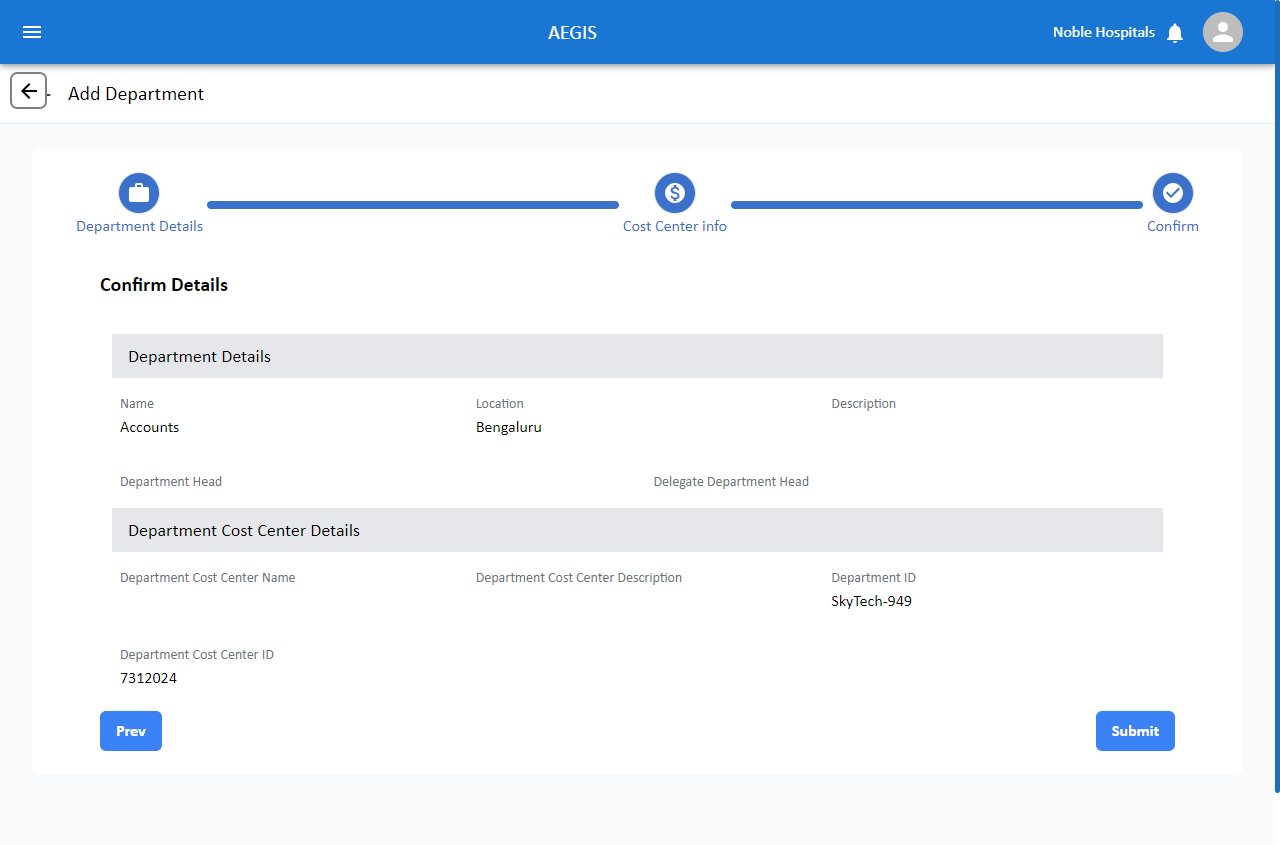 AEGIS
Noble Hospitals
Add Department
Department Details
Cost Center info
Confirm
Confirm Details
Department Details
Name
Location
Description
Accounts
Bengaluru
Department Head
Delegate Department Head
Department Cost Center Details
Department Cost Center Name
Department Cost Center Description
Department ID
SkyTech-949
Department Cost Center ID
7312024
Prev
Submit